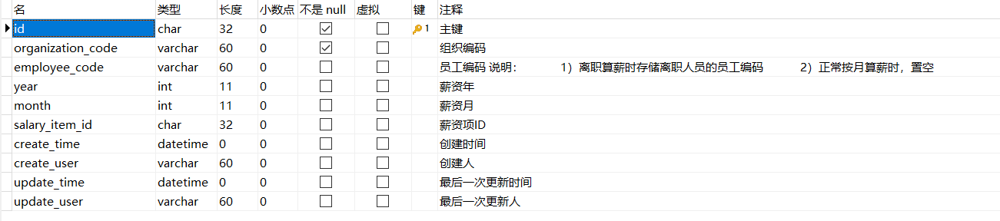 名 类型 长度 小数点 不是 null 虚拟 键 注释
id char 32 0 1 主键
organization_code varchar 60 0 组织编码
employee_code varchar 60 0 员工编码 说明： 1）离职算薪时存储离职人员的员工编码 2）正常按月算薪时，置空
year int 11 0 薪资年
month int 11 0 薪资月
salary_item_id char 32 0 薪资项ID
create_time datetime 0 0 创建时间
create_user varchar 60 0 创建人
update_time datetime 0 0 最后一次更新时间
update_user varchar 60 0 最后一次更新人